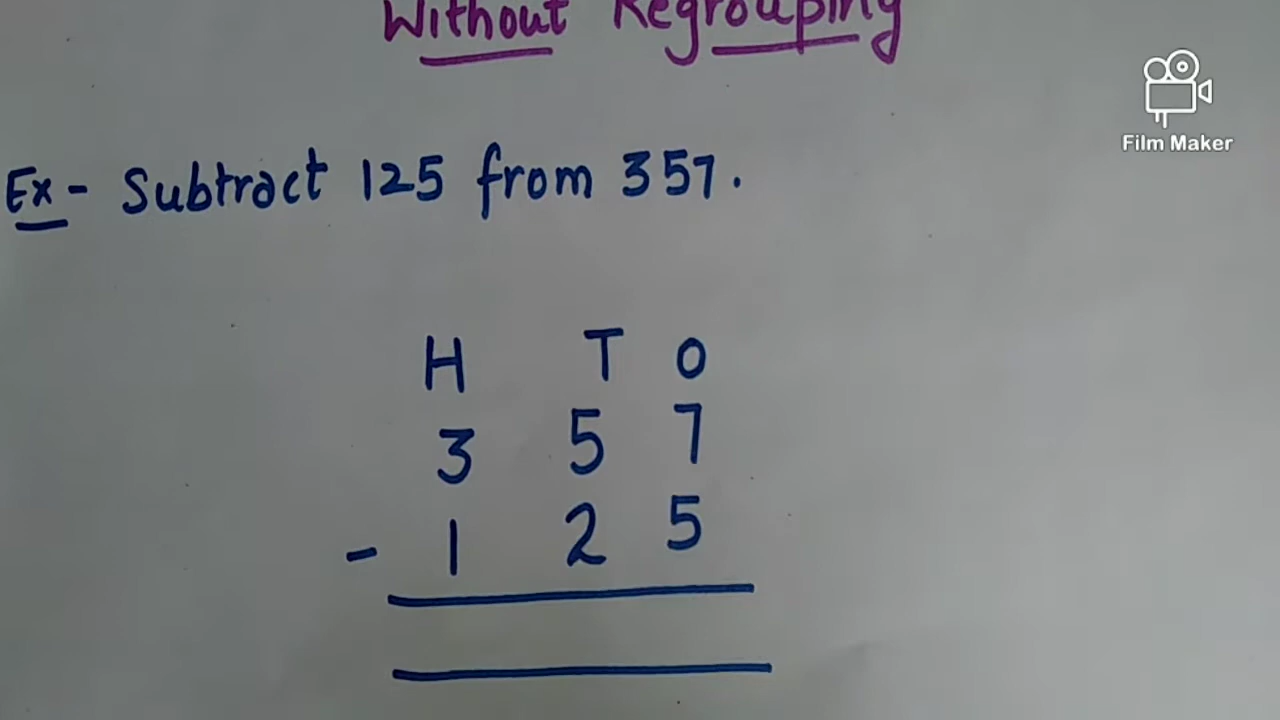 Without Regrouping
Film Maker
Ex- Subtract 125 from 357.
H T O
3 5 7
- 1 2 5